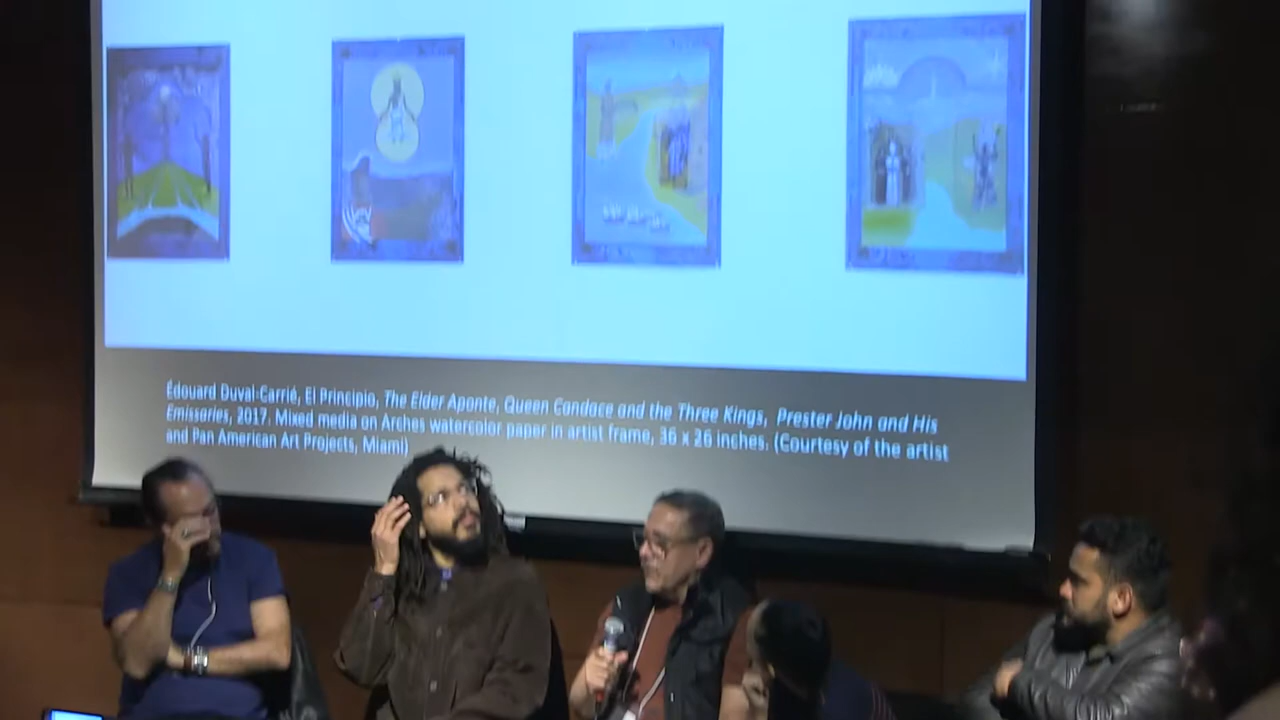 Édouard Duval-Carrié, El Principio, The Elder Aponte, Queen Candace and the Three Kings, Prester John and His
Emissaries, 2017. Mixed media on Arches watercolor paper in artist frame, 36 x 26 inches. (Courtesy of the artist
and Pan American Art Projects, Miami)